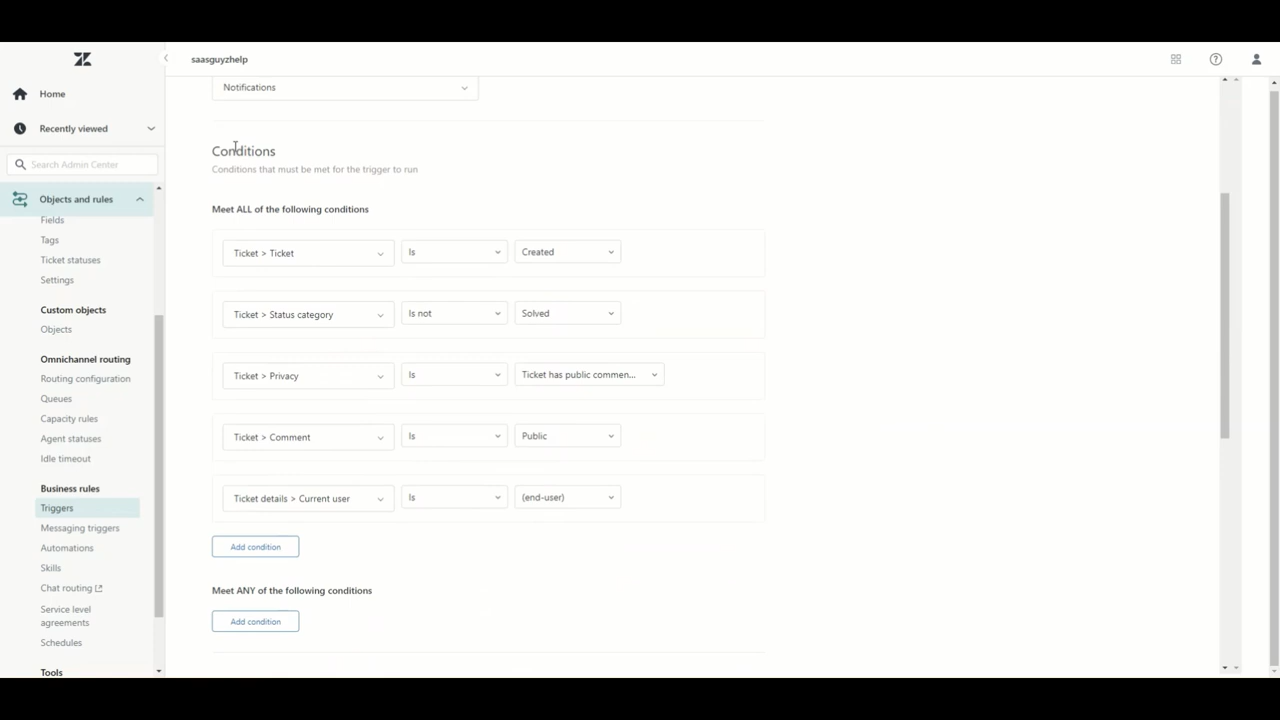 saasguyzhelp
Home
Recently viewed
Search Admin Center
Objects and rules
Fields
Tags
Ticket statuses
Settings
Custom objects
Objects
Omnichannel routing
Routing configuration
Queues
Capacity rules
Agent statuses
Idle timeout
Business rules
Triggers
Messaging triggers
Automations
Skills
Chat routing
Service level
agreements
Schedules
Tools
Notifications
Conditions
Conditions that must be met for the trigger to run
Meet ALL of the following conditions
Ticket > Ticket Is Created
Ticket > Status category Is not Solved
Ticket > Privacy Is Ticket has public commen...
Ticket > Comment Is Public
Ticket details > Current user Is (end-user)
Add condition
Meet ANY of the following conditions
Add condition